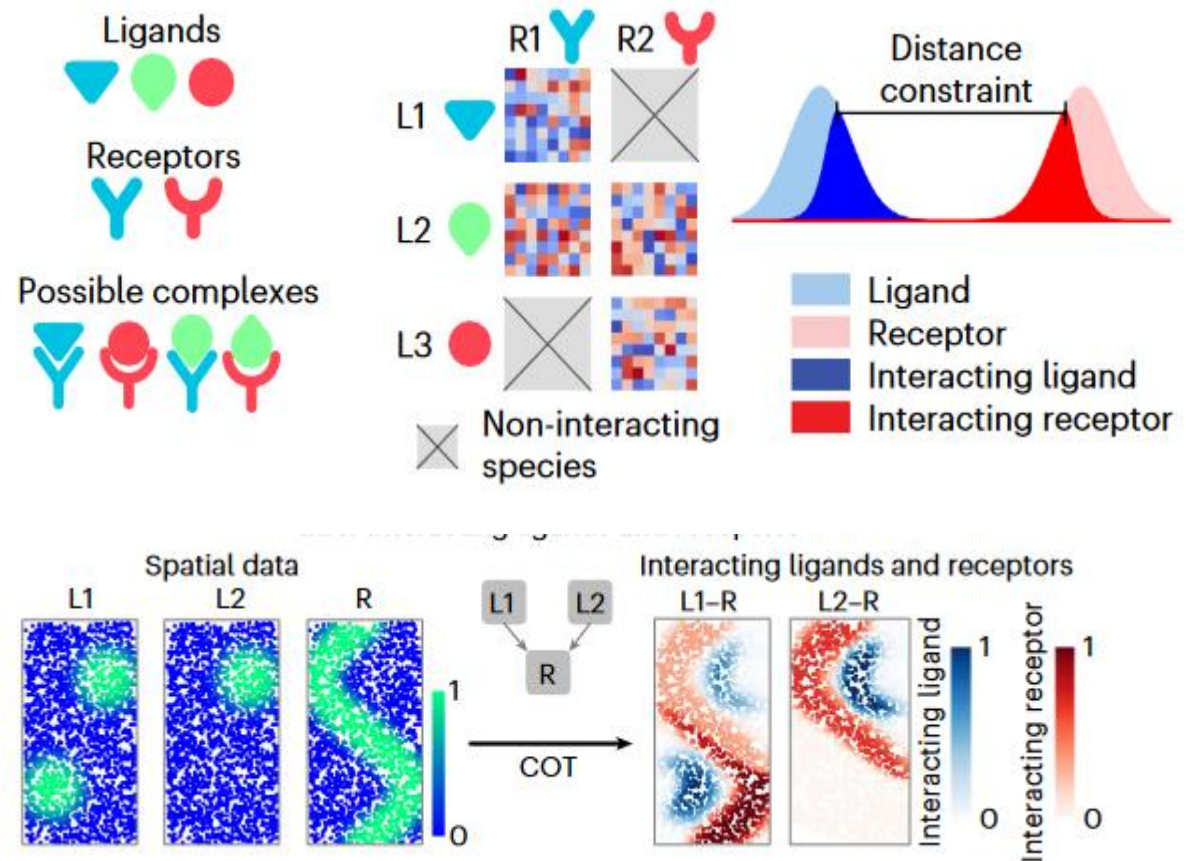 Ligands
Receptors
Possible complexes
R1 R2
L1
L2
L3
Non-interacting
species
Distance
constraint
Ligand
Receptor
Interacting ligand
Interacting receptor
Spatial data
L1 L2 R
1
0
L1 L2
R
COT
Interacting ligands and receptors
L1–R L2–R
Interacting ligand
1
0
Interacting receptor
1
0